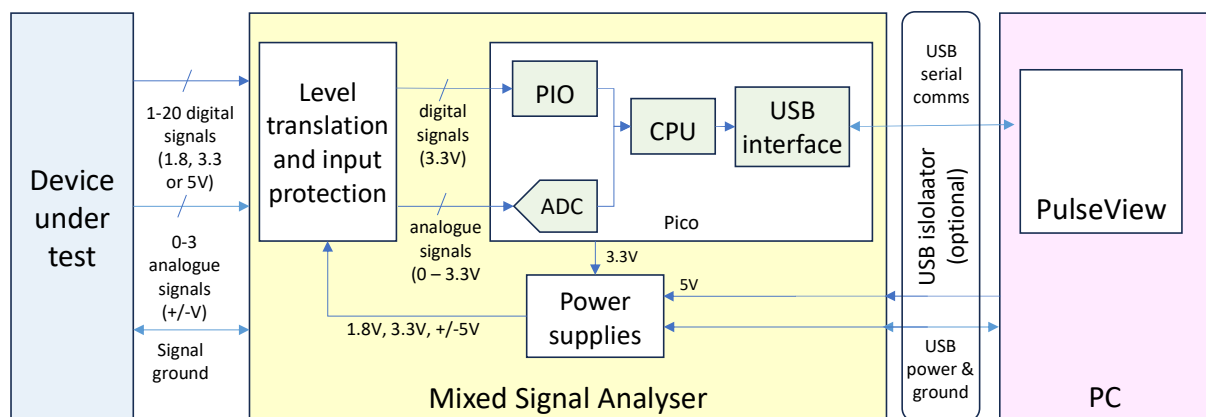 Device
under
test
1-20 digital
signals
(1.8, 3.3
or 5V)
0-3
analogue
signals
(+/-V)
Signal
ground
Level
translation
and input
protection
digital
signals
(3.3V)
analogue
signals
(0 – 3.3V
PIO
ADC
CPU
USB
interface
Pico
3.3V
Power
supplies
5V
1.8V, 3.3V, +/-5V
Mixed Signal Analyser
USB
serial
comms
USB islolaator
(optional)
USB
power &
ground
PulseView
PC